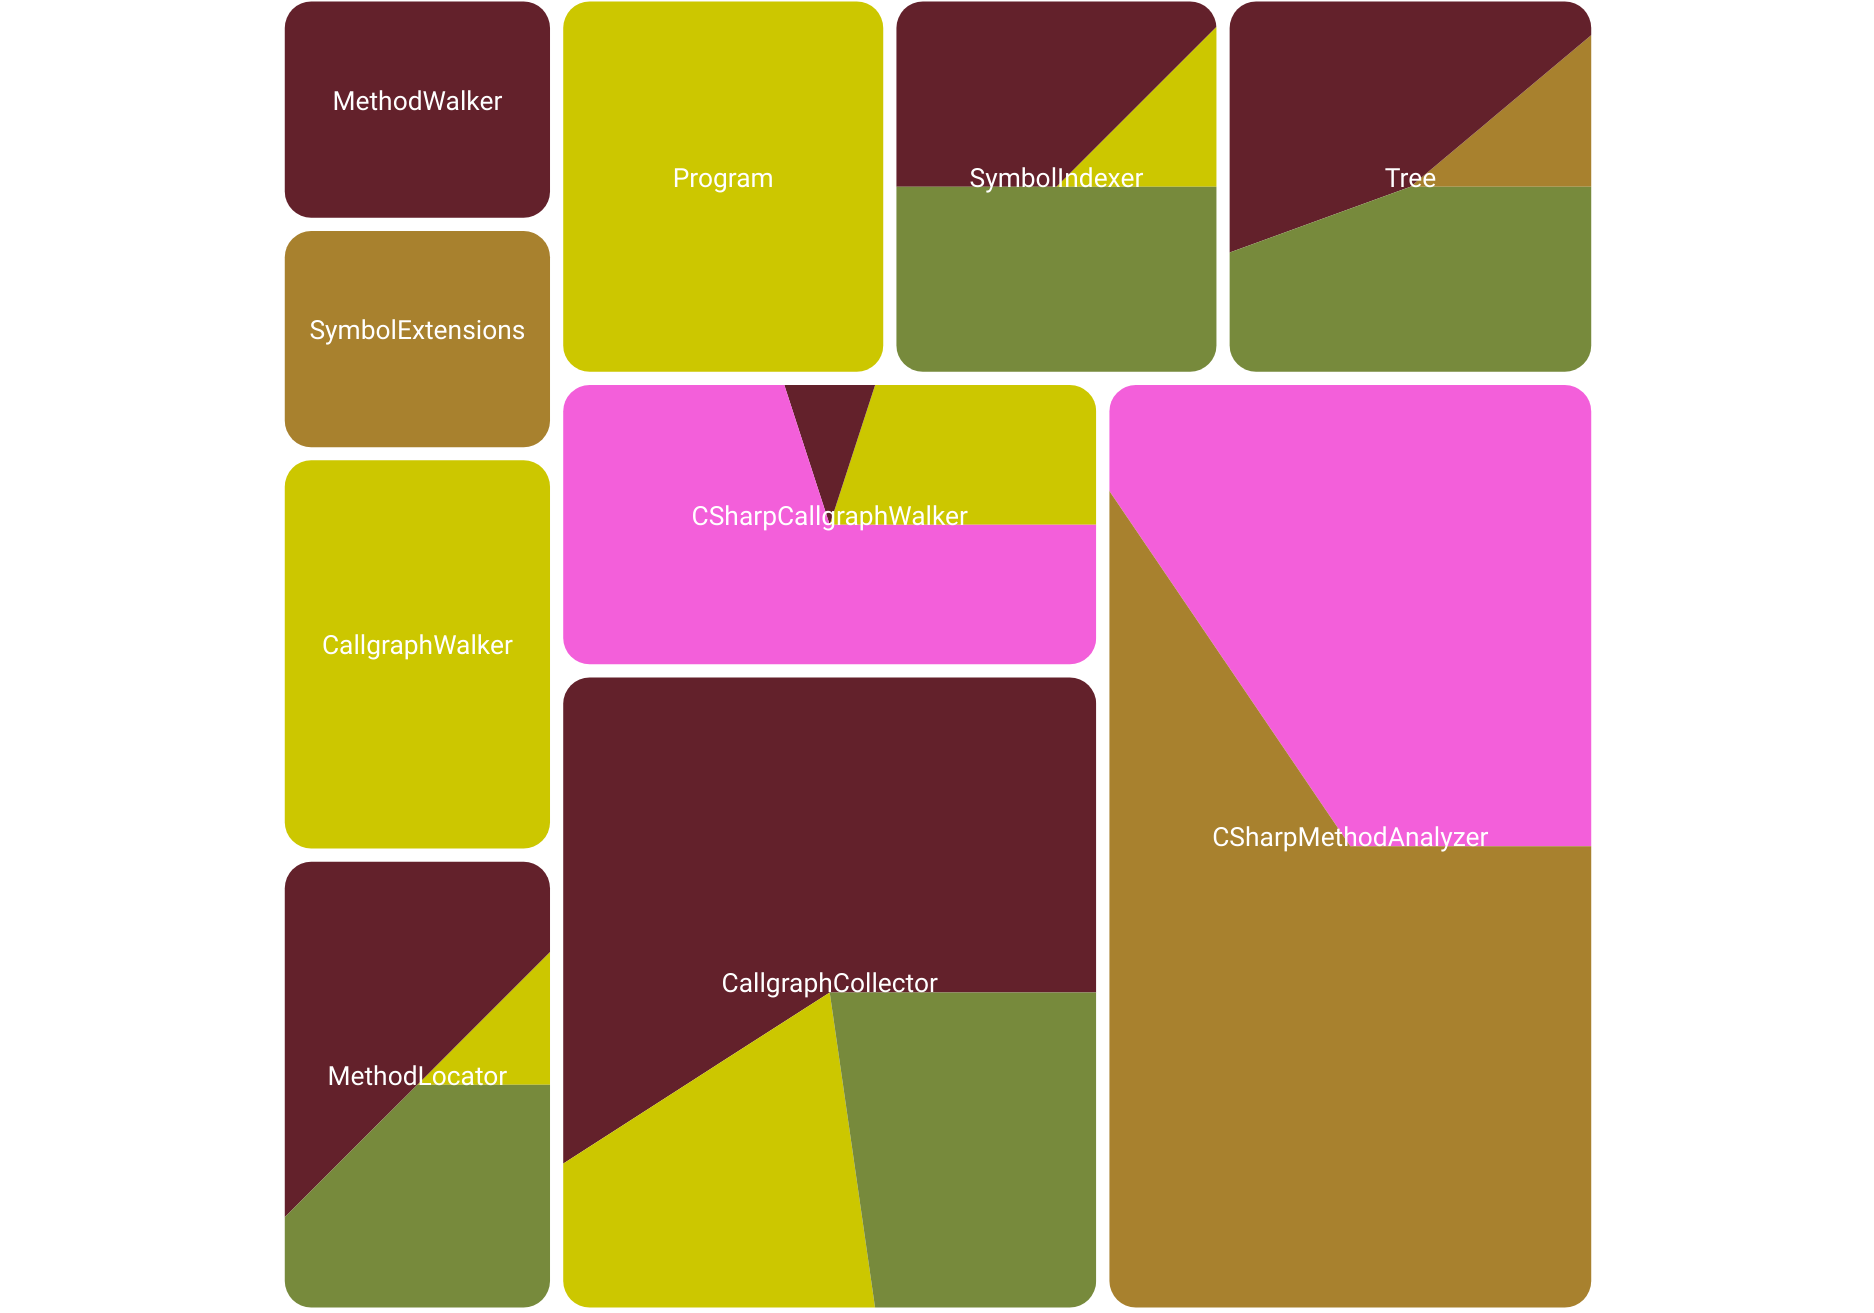 MethodWalker
Program
SymbolIndexer
Tree
SymbolExtensions
CSharpCallgraphWalker
CallgraphWalker
CSharpMethodAnalyzer
CallgraphCollector
MethodLocator